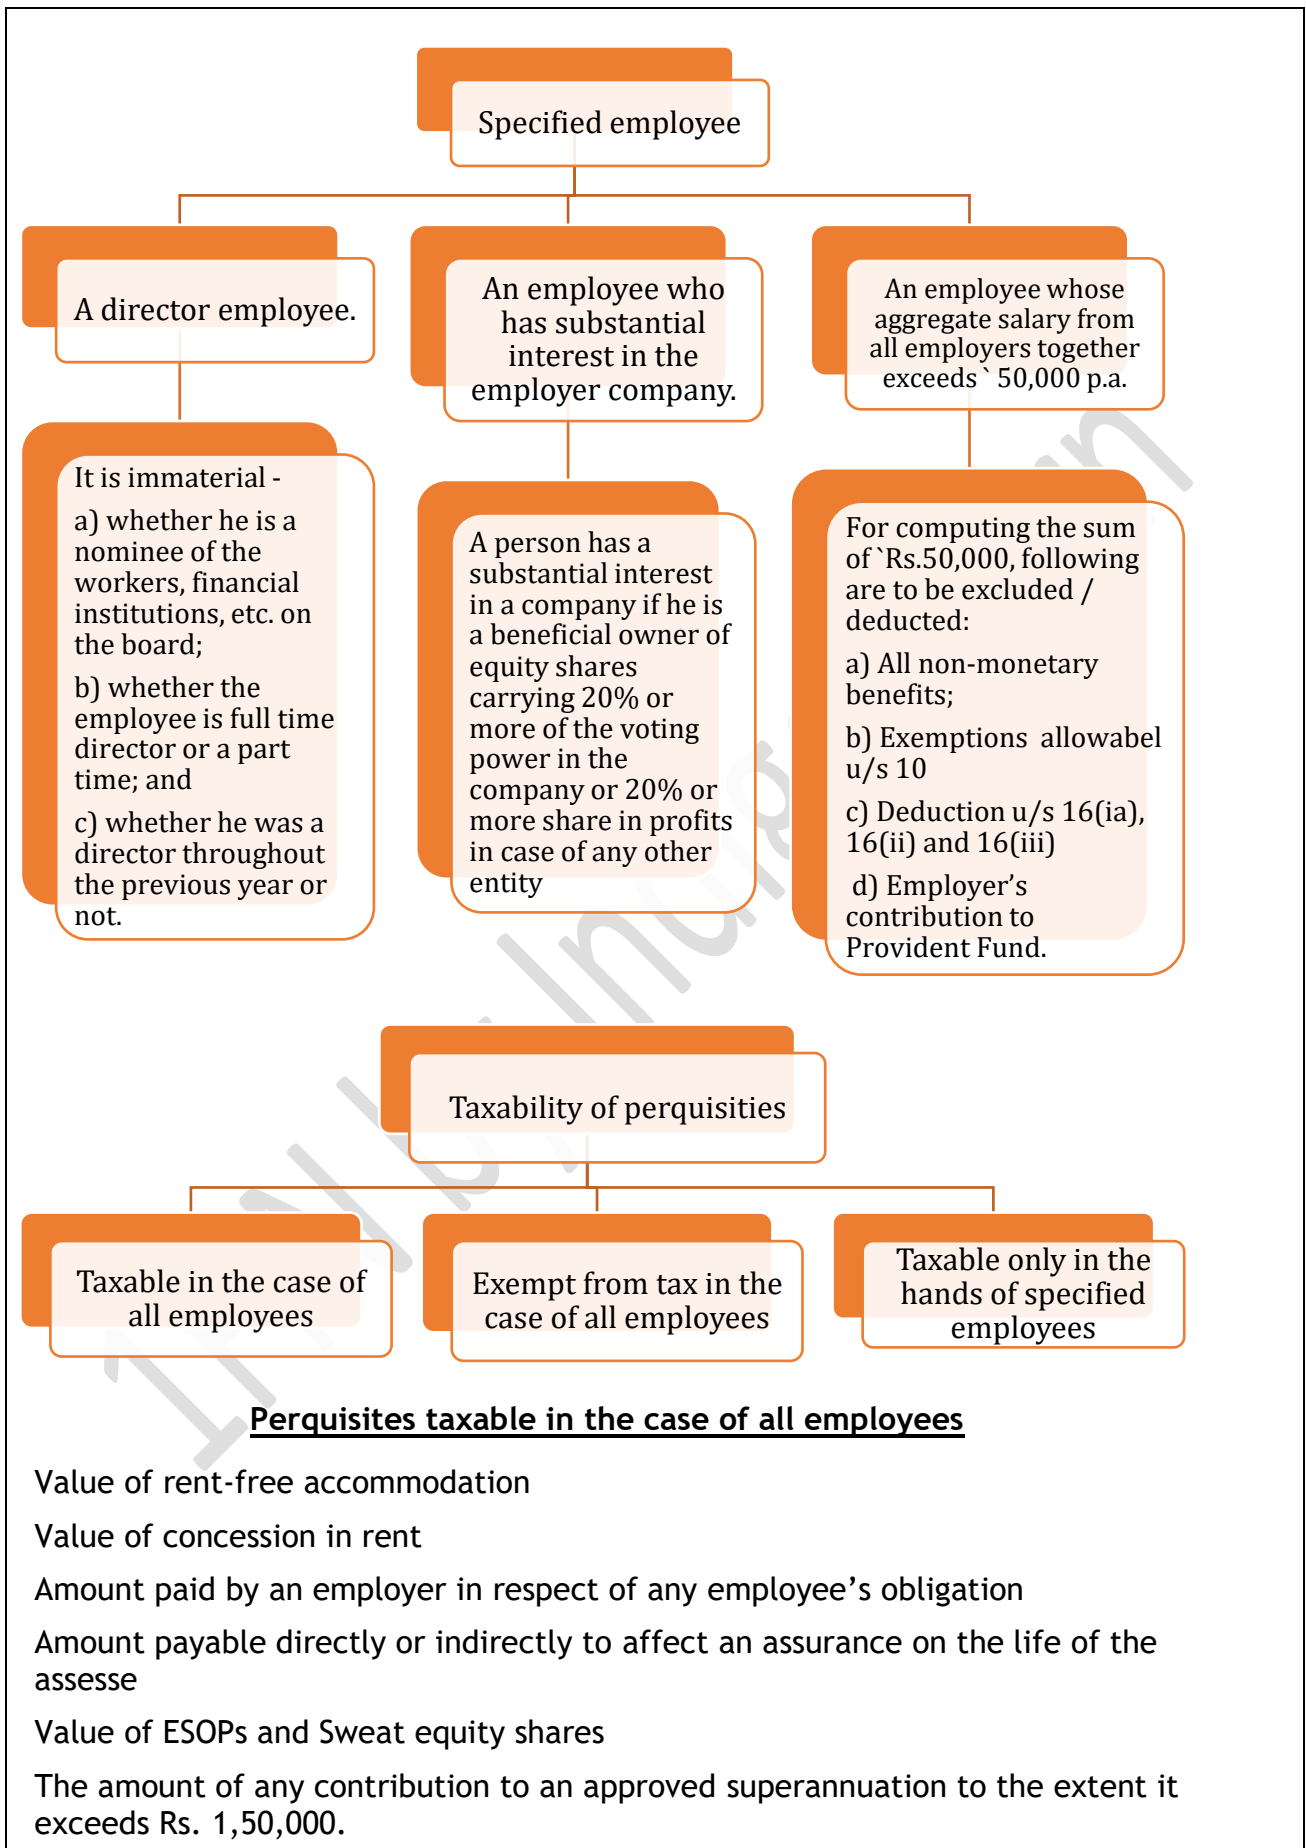 Specified employee
A director employee.
An employee who
has substantial
interest in the
employer company.
An employee whose
aggregate salary from
all employers together
exceeds ` 50,000 p.a.
It is immaterial -
a) whether he is a
nominee of the
workers, financial
institutions, etc. on
the board;
b) whether the
employee is full time
director or a part
time; and
c) whether he was a
director throughout
the previous year or
not.
A person has a
substantial interest
in a company if he is
a beneficial owner of
equity shares
carrying 20% or
more of the voting
power in the
company or 20% or
more share in profits
in case of any other
entity
For computing the sum
of `Rs.50,000, following
are to be excluded /
deducted:
a) All non-monetary
benefits;
b) Exemptions allowabel
u/s 10
c) Deduction u/s 16(ia),
16(ii) and 16(iii)
d) Employer’s
contribution to
Provident Fund.
Taxability of perquisities
Taxable in the case of
all employees
Exempt from tax in the
case of all employees
Taxable only in the
hands of specified
employees
Perquisites taxable in the case of all employees
Value of rent-free accommodation
Value of concession in rent
Amount paid by an employer in respect of any employee’s obligation
Amount payable directly or indirectly to affect an assurance on the life of the
assesse
Value of ESOPs and Sweat equity shares
The amount of any contribution to an approved superannuation to the extent it
exceeds Rs. 1,50,000.